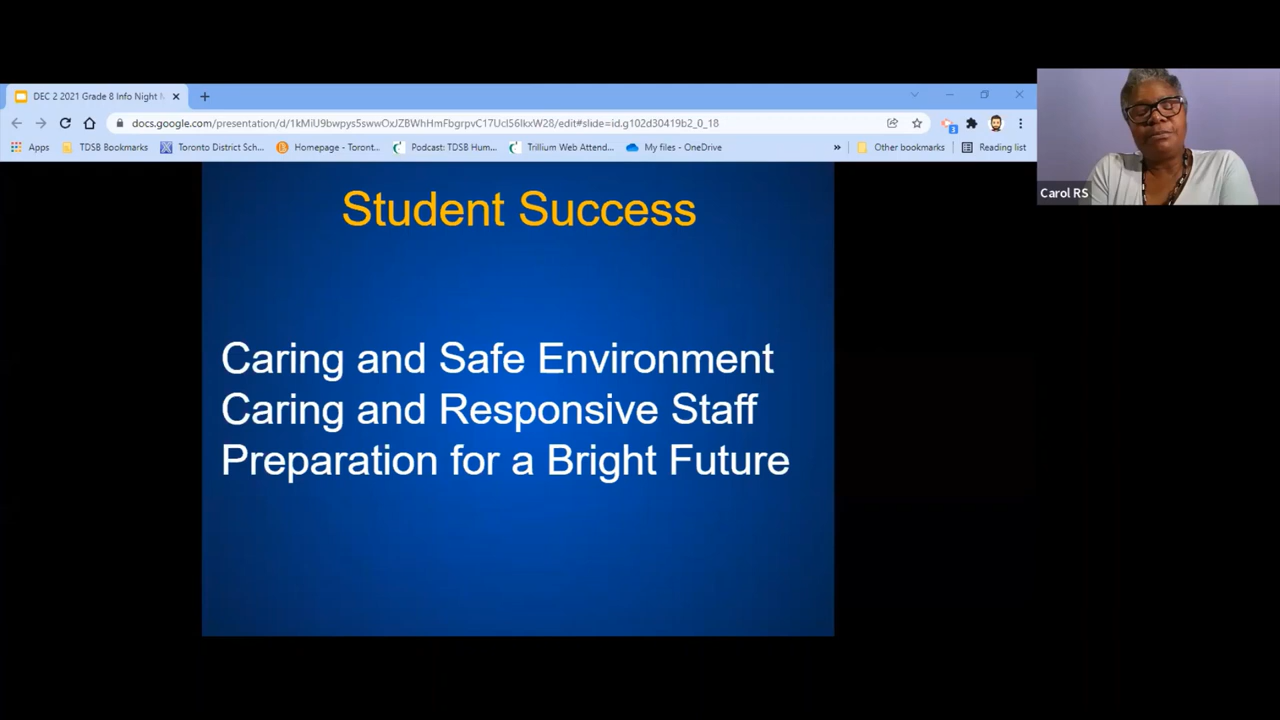 DEC 2 2021 Grade 8 Info Night
docs.google.com/presentation/d/1kMiU9bwpys5swwOxJZBWhHmFbgrpvC17UcI56IkxW28/edit#slide=id.g102d30419b2_0_18
3
Apps TDSB Bookmarks Toronto District Sch... Homepage - Toront... Podcast: TDSB Hum... Trillium Web Attend... My files - OneDrive » Other bookmarks Reading list
Carol RS
Student Success
Caring and Safe Environment
Caring and Responsive Staff
Preparation for a Bright Future